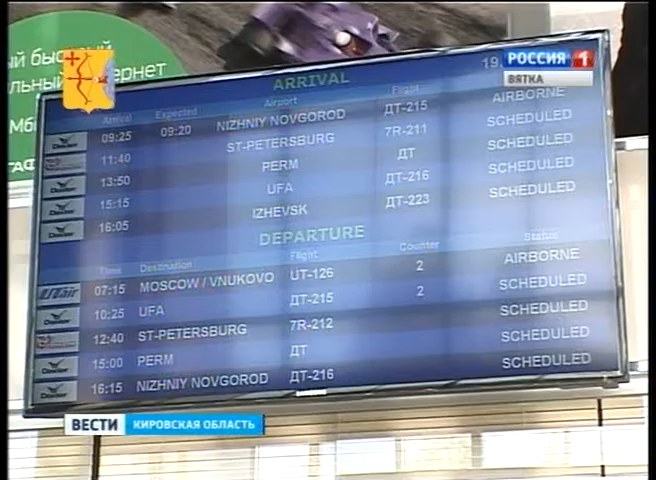 й быстрый
льный
тернет
Мб
ГАФ
РОССИЯ 1
ВЯТКА
ARRIVAL
19.
Arrival Expected Airport Flight
09:25 09:20 NIZHNIY NOVGOROD ДТ-215 AIRBORNE
11:40 ST-PETERSBURG 7R-211 SCHEDULED
13:50 PERM ДТ SCHEDULED
15:15 UFA ДТ-216 SCHEDULED
16:05 IZHEVSK ДТ-223 SCHEDULED
DEPARTURE
Time Destination Flight Counter Status
UTair 07:15 MOSCOW / VNUKOVO UT-126 2 AIRBORNE
10:25 UFA ДТ-215 2 SCHEDULED
12:40 ST-PETERSBURG 7R-212 SCHEDULED
15:00 PERM ДТ SCHEDULED
16:15 NIZHNIY NOVGOROD ДТ-216 SCHEDULED
ВЕСТИ КИРОВСКАЯ ОБЛАСТЬ